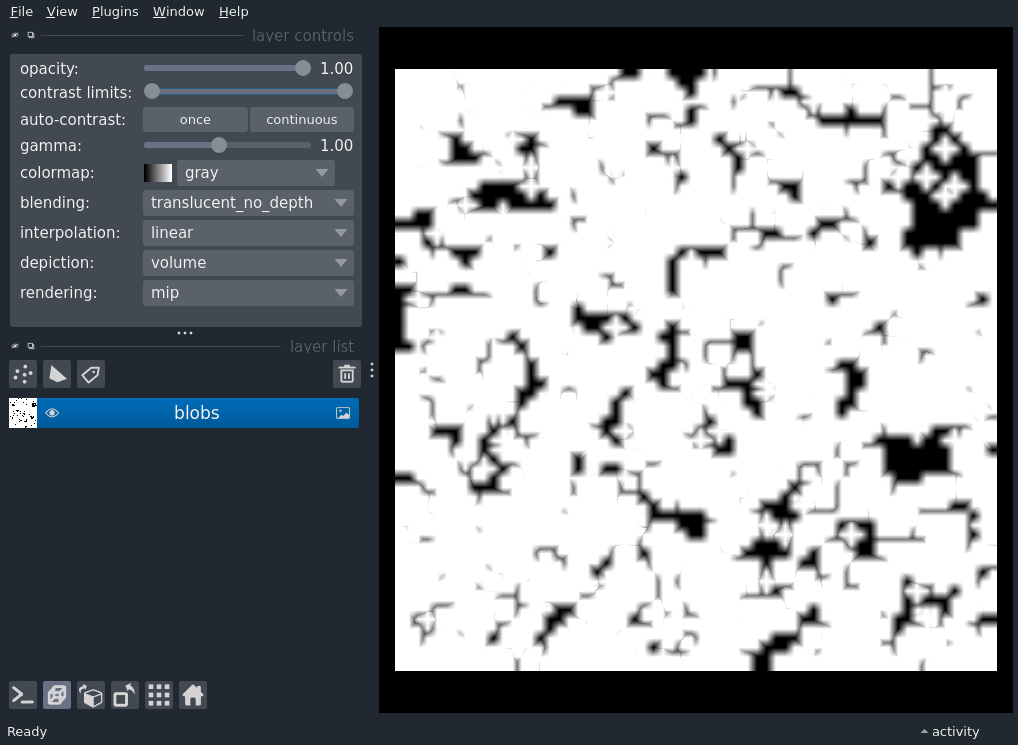 File View Plugins Window Help
layer controls
opacity: 1.00
contrast limits:
auto-contrast: once continuous
gamma: 1.00
colormap: gray
blending: translucent_no_depth
interpolation: linear
depiction: volume
rendering: mip
layer list
blobs
Ready activity